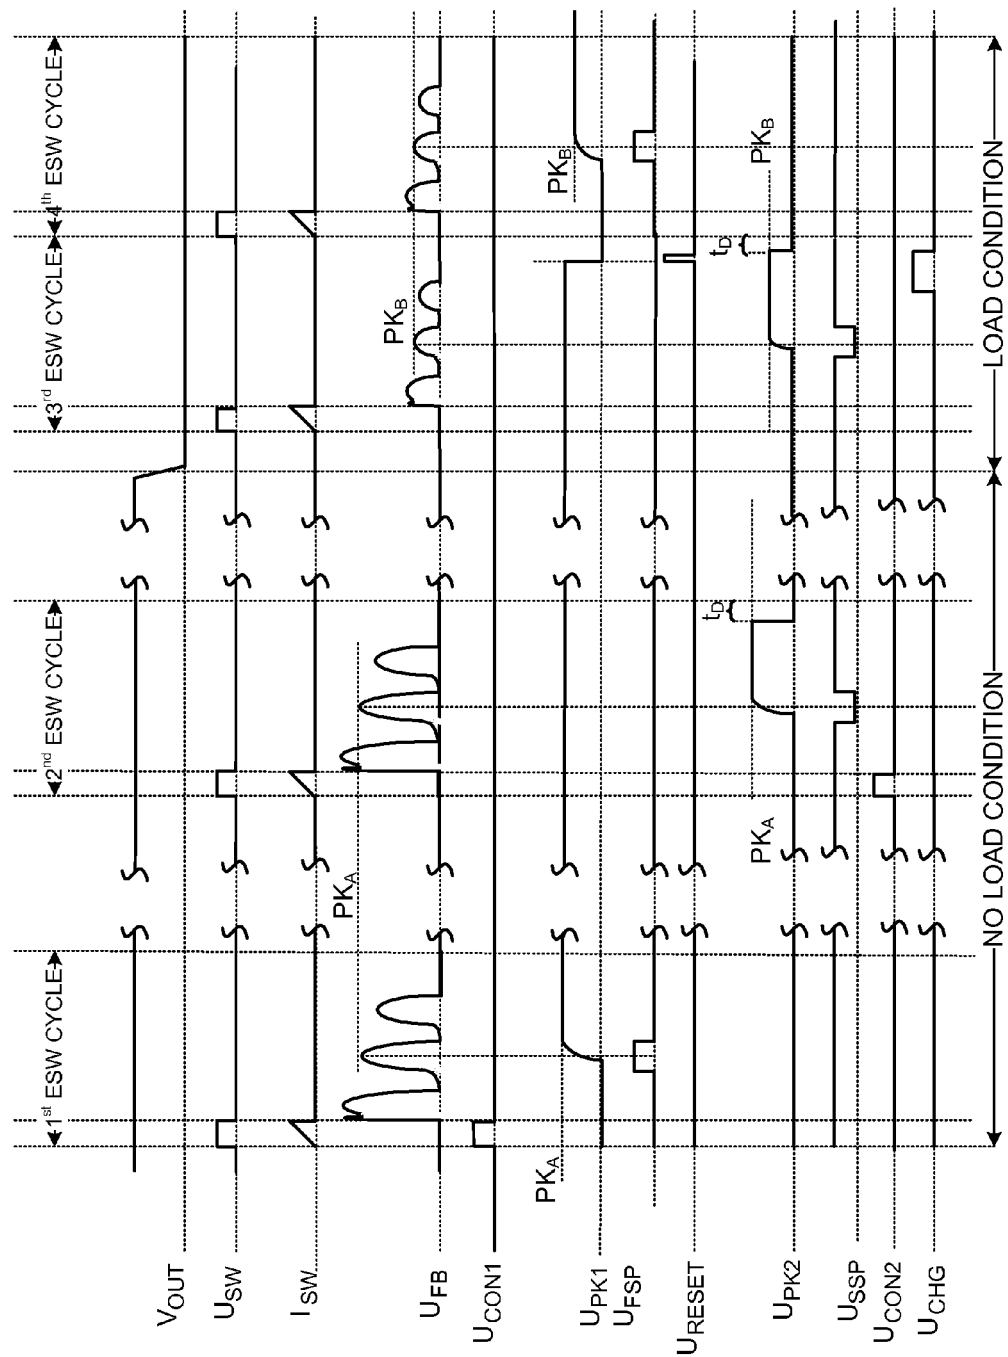 1st ESW CYCLE
2nd ESW CYCLE
3rd ESW CYCLE
4th ESW CYCLE
VOUT
USW
ISW
UFB
PKA
PKB
UCON1
UPK1
PKA
PKB
UFSP
URESET
UPK2
PKA
tD
tD
PKB
USSP
UCON2
UCHG
NO LOAD CONDITION
LOAD CONDITION